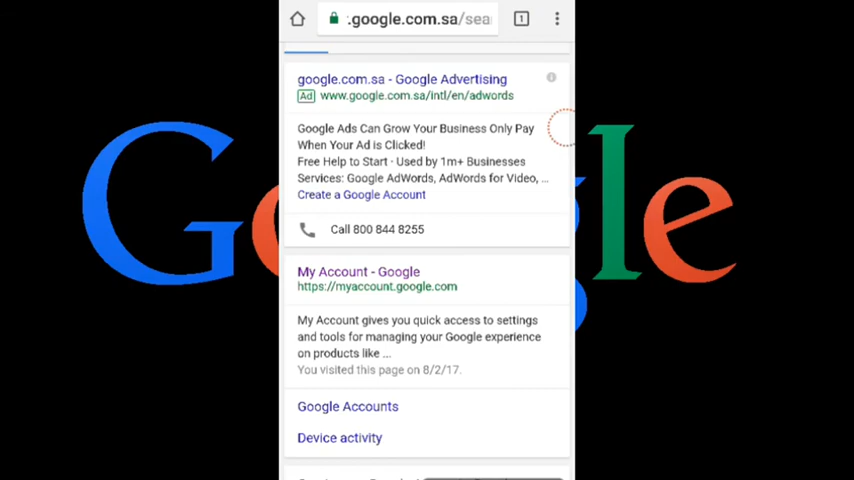 .google.com.sa/sea
1
google.com.sa - Google Advertising
Ad www.google.com.sa/intl/en/adwords
Google Ads Can Grow Your Business Only Pay
When Your Ad is Clicked!
Free Help to Start · Used by 1m+ Businesses
Services: Google AdWords, AdWords for Video, ...
Create a Google Account
Call 800 844 8255
My Account - Google
https://myaccount.google.com
My Account gives you quick access to settings
and tools for managing your Google experience
on products like ...
You visited this page on 8/2/17.
Google Accounts
Device activity